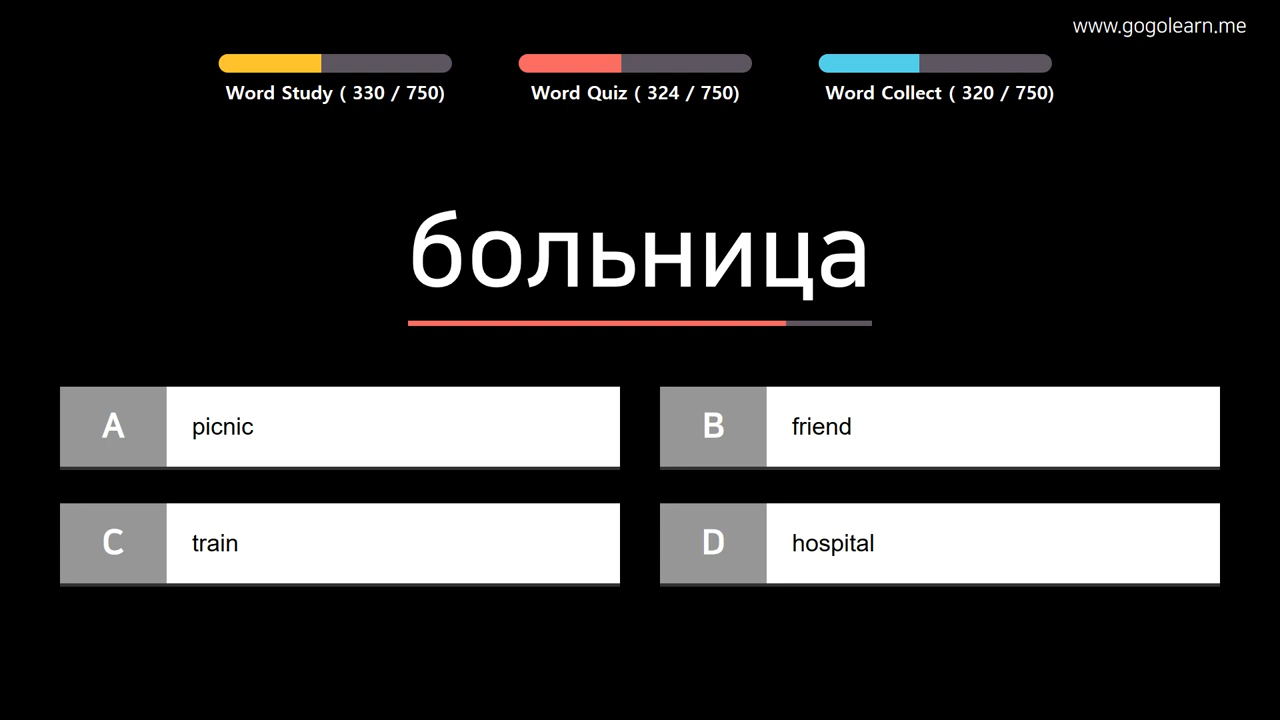 www.gogolearn.me
Word Study ( 330 / 750)
Word Quiz ( 324 / 750)
Word Collect ( 320 / 750)
больница
A picnic
B friend
C train
D hospital